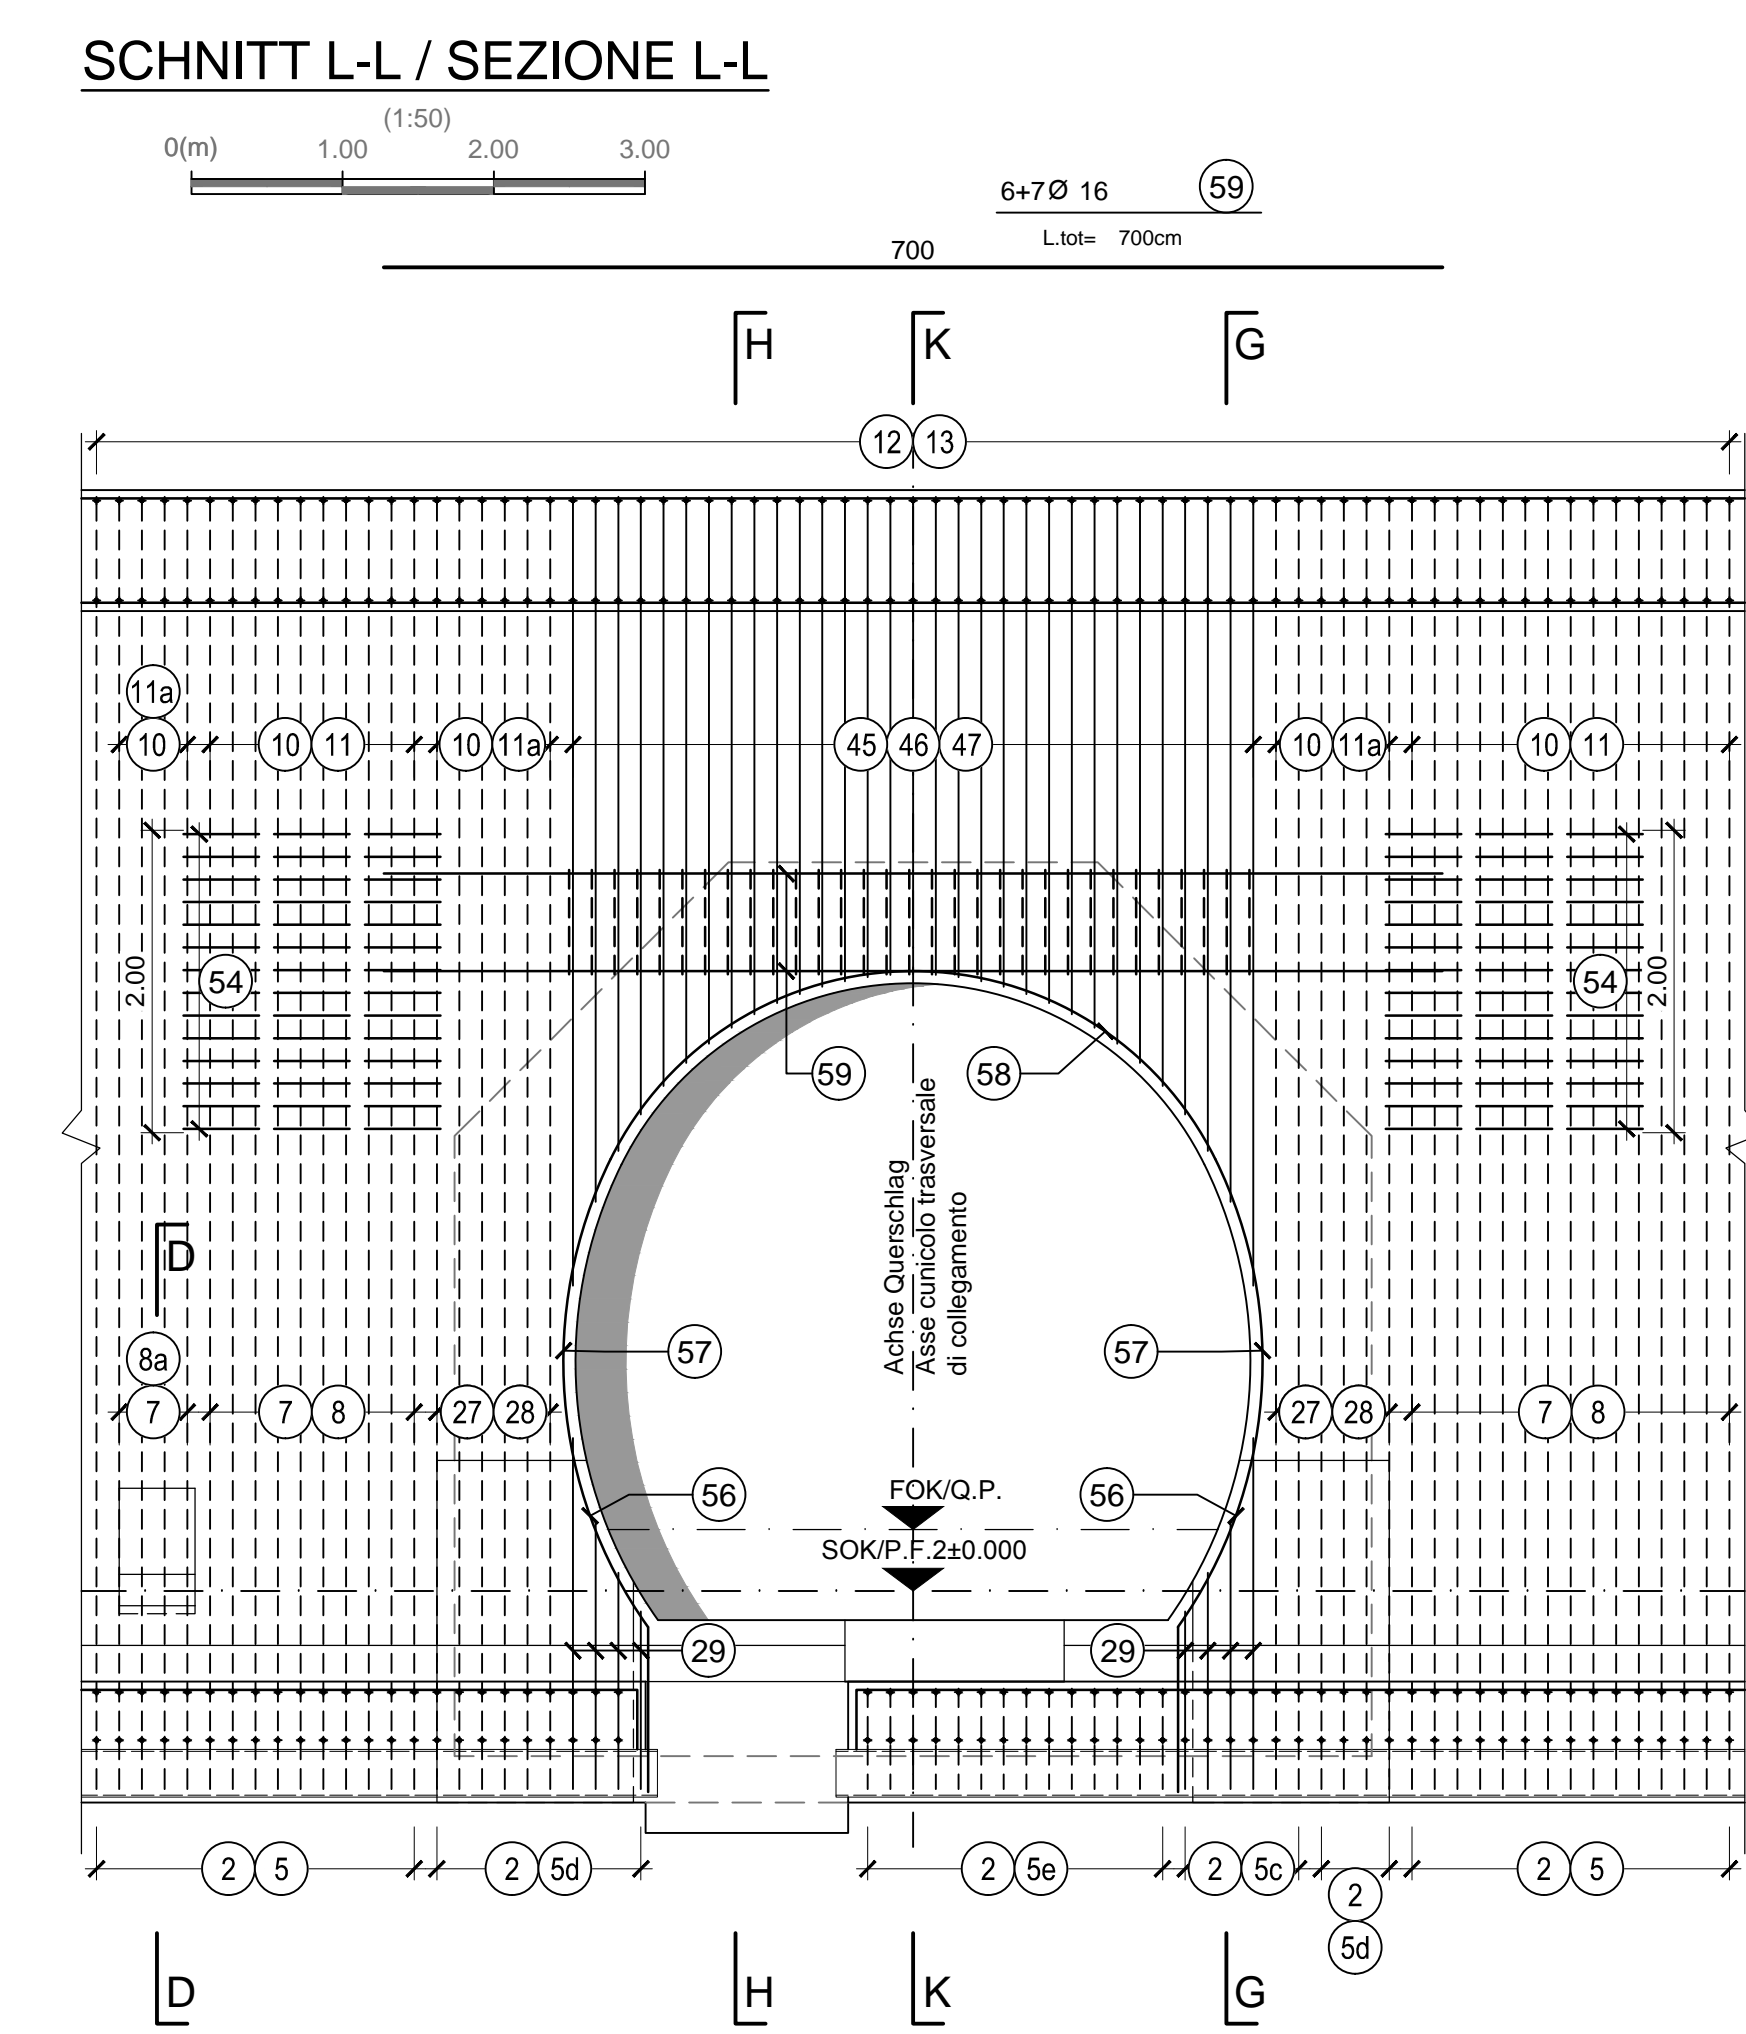 SCHNITT L-L / SEZIONE L-L
(1:50)
0(m) 1.00 2.00 3.00
6+7Ø 16 59
L.tot= 700cm
700
H K G
12 13
11a
10 10 11 10 11a 45 46 47 10 11a 10 11
2.00 54 54 2.00
59 58
Achse Querschlag
Asse cunicolo trasversale
di collegamento
D
57 57
8a
7 7 8 27 28 27 28 7 8
56 56
FOK/Q.P.
SOK/P.F.2±0.000
29 29
2 5 2 5d 2 5e 2 5c 2 5
2
5d
D H K G